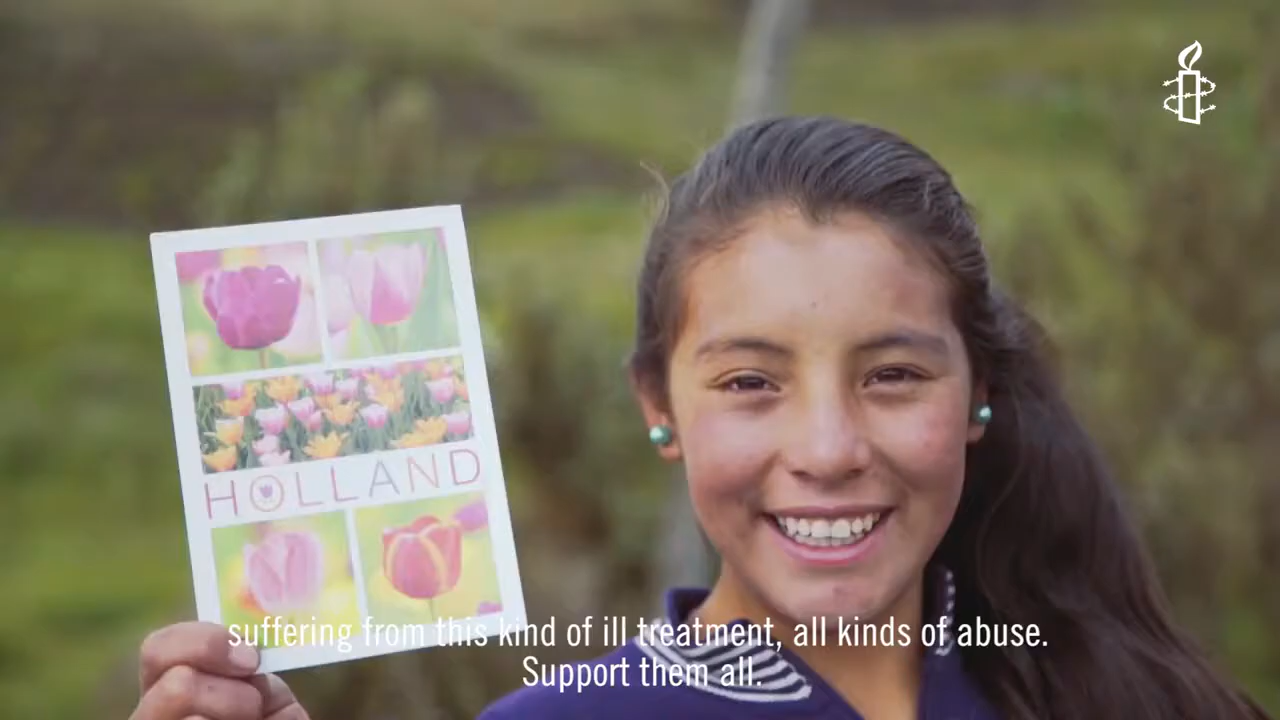 HOLLAND
suffering from this kind of ill treatment, all kinds of abuse.
Support them all.